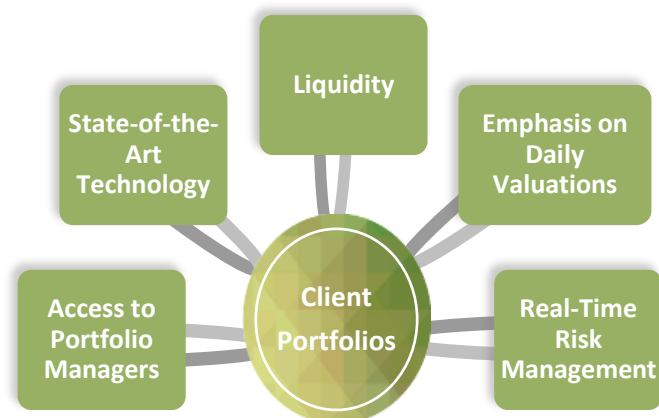 Liquidity
State-of-the-
Art
Technology
Emphasis on
Daily
Valuations
Access to
Portfolio
Managers
Client
Portfolios
Real-Time
Risk
Management